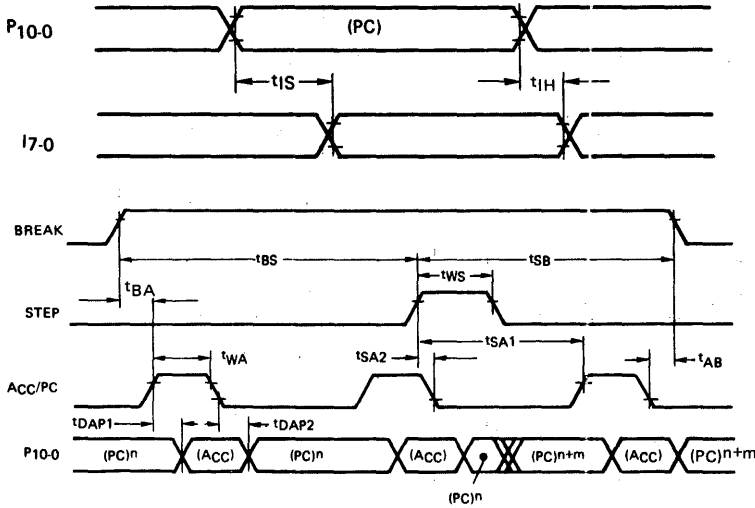 P10-0 (PC)
tIS tIH
I7-0
BREAK
tBS tSB
tBA tWS
STEP
tSA1
tWA tSA2 tAB
ACC/PC
tDAP1 tDAP2
P10-0 (PC)n (ACC) (PC)n (ACC) (PC)n+m (ACC) (PC)n+m
(PC)n